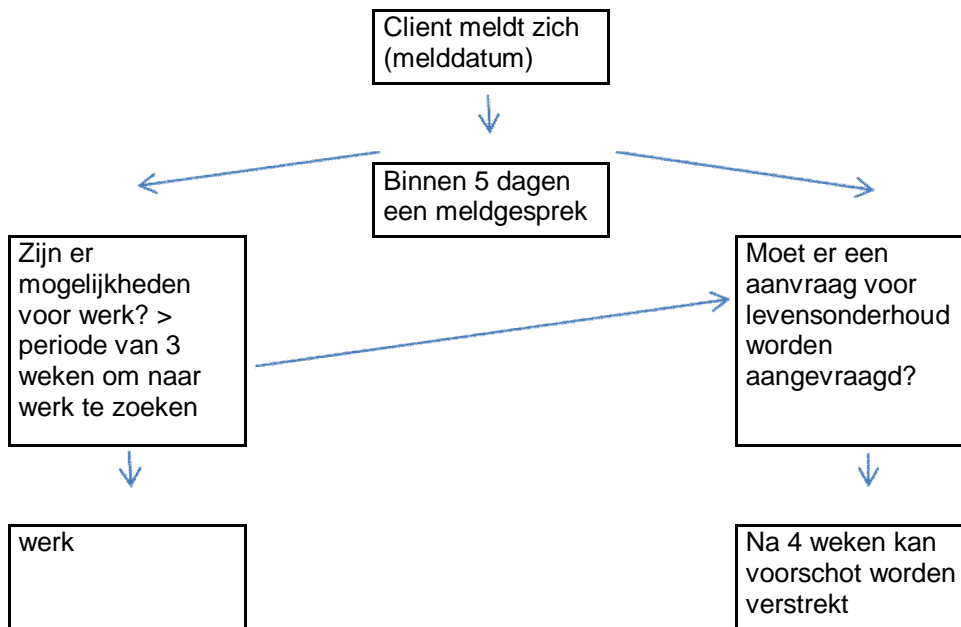 Client meldt zich
(melddatum)
Binnen 5 dagen
een meldgesprek
Zijn er
mogelijkheden
voor werk? >
periode van 3
weken om naar
werk te zoeken
Moet er een
aanvraag voor
levensonderhoud
worden
aangevraagd?
werk
Na 4 weken kan
voorschot worden
verstrekt